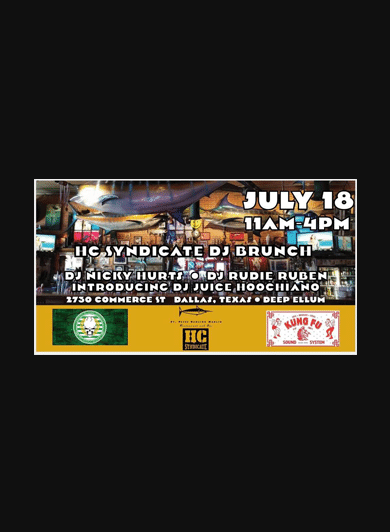 JULY 18
11AM-4PM
HC SYNDICATE DJ BRUNCH
DJ NICKY HURTS • DJ RUDIE RUBEN
INTRODUCING DJ JUICE HOOCHIANO
2730 COMMERCE ST DALLAS, TEXAS • DEEP ELLUM
HC
SYNDICATE
KUNG FU
SOUND SYSTEM